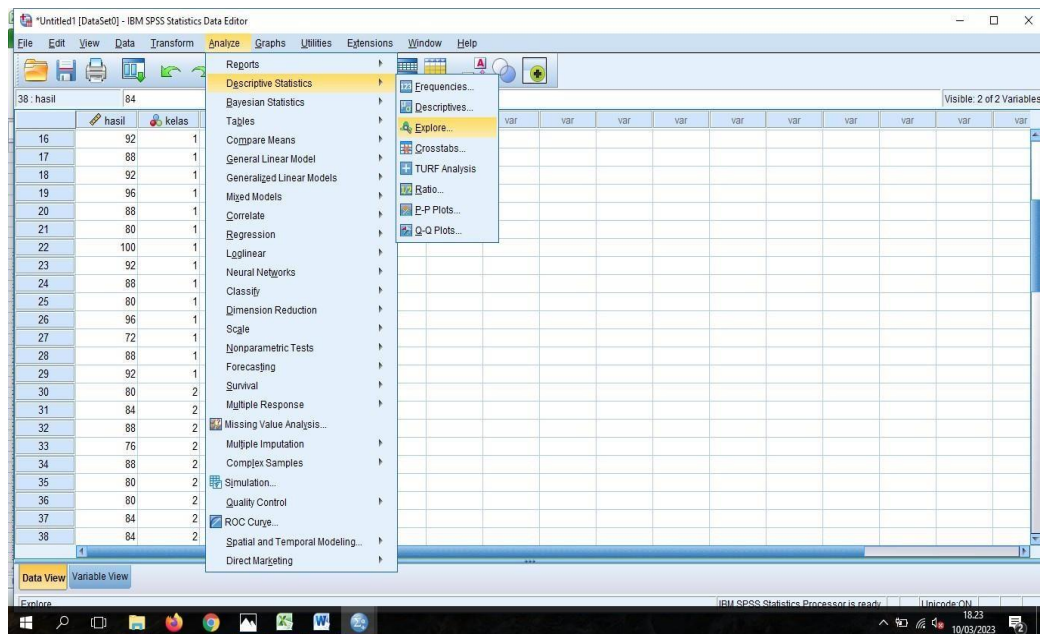 *Untitled1 [DataSet0] - IBM SPSS Statistics Data Editor
File Edit View Data Transform Analyze Graphs Utilities Extensions Window Help
38 : hasil 84 Visible: 2 of 2 Variables
hasil kelas var var var var var var var var var var
16 92 1
17 88 1
18 92 1
19 96 1
20 88 1
21 80 1
22 100 1
23 92 1
24 88 1
25 80 1
26 96 1
27 72 1
28 88 1
29 92 1
30 80 2
31 84 2
32 88 2
33 76 2
34 88 2
35 80 2
36 80 2
37 84 2
38 84 2
Reports
Descriptive Statistics
Bayesian Statistics
Tables
Compare Means
General Linear Model
Generalized Linear Models
Mixed Models
Correlate
Regression
Loglinear
Neural Networks
Classify
Dimension Reduction
Scale
Nonparametric Tests
Forecasting
Survival
Multiple Response
Missing Value Analysis...
Multiple Imputation
Complex Samples
Simulation...
Quality Control
ROC Curve...
Spatial and Temporal Modeling...
Direct Marketing
Frequencies...
Descriptives...
Explore...
Crosstabs...
TURF Analysis
Ratio...
P-P Plots...
Q-Q Plots...
Data View Variable View
Explore IBM SPSS Statistics Processor is ready Unicode:ON
18.23
10/03/2023